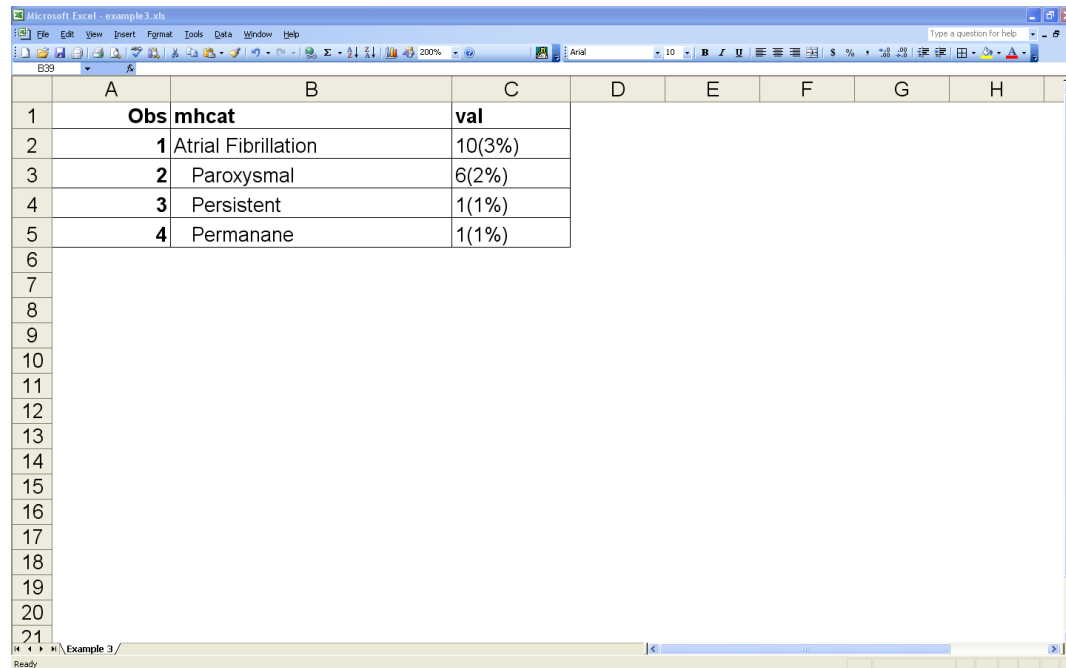 Microsoft Excel - example3.xls
File Edit View Insert Format Tools Data Window Help Type a question for help
200% Arial 10 B I U $ % ,
B39 fx
A B C D E F G H
1 Obs mhcat val
2 1 Atrial Fibrillation 10(3%)
3 2 Paroxysmal 6(2%)
4 3 Persistent 1(1%)
5 4 Permanane 1(1%)
6
7
8
9
10
11
12
13
14
15
16
17
18
19
20
21
Example 3
Ready